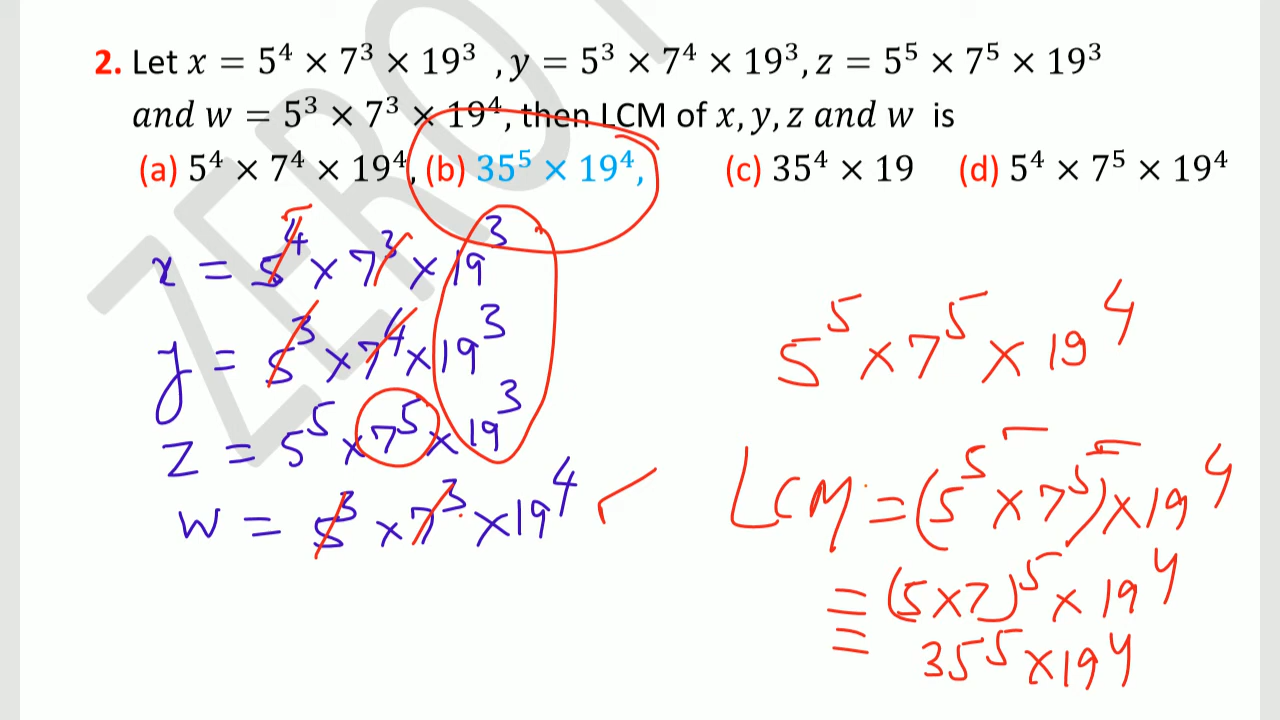 2. Let x = 5⁴ × 7³ × 19³ , y = 5³ × 7⁴ × 19³, z = 5⁵ × 7⁵ × 19³
and w = 5³ × 7³ × 19⁴, then LCM of x, y, z and w is
(a) 5⁴ × 7⁴ × 19⁴, (b) 35⁵ × 19⁴, (c) 35⁴ × 19 (d) 5⁴ × 7⁵ × 19⁴
x = 5⁴ × 7³ × 19³
y = 5³ × 7⁴ × 19³
z = 5⁵ × 7⁵ × 19³
w = 5³ × 7³ × 19⁴
5⁵ × 7⁵ × 19⁴
LCM = (5⁵ × 7⁵) × 19⁴
= (5×7)⁵ × 19⁴
= 35⁵ × 19⁴